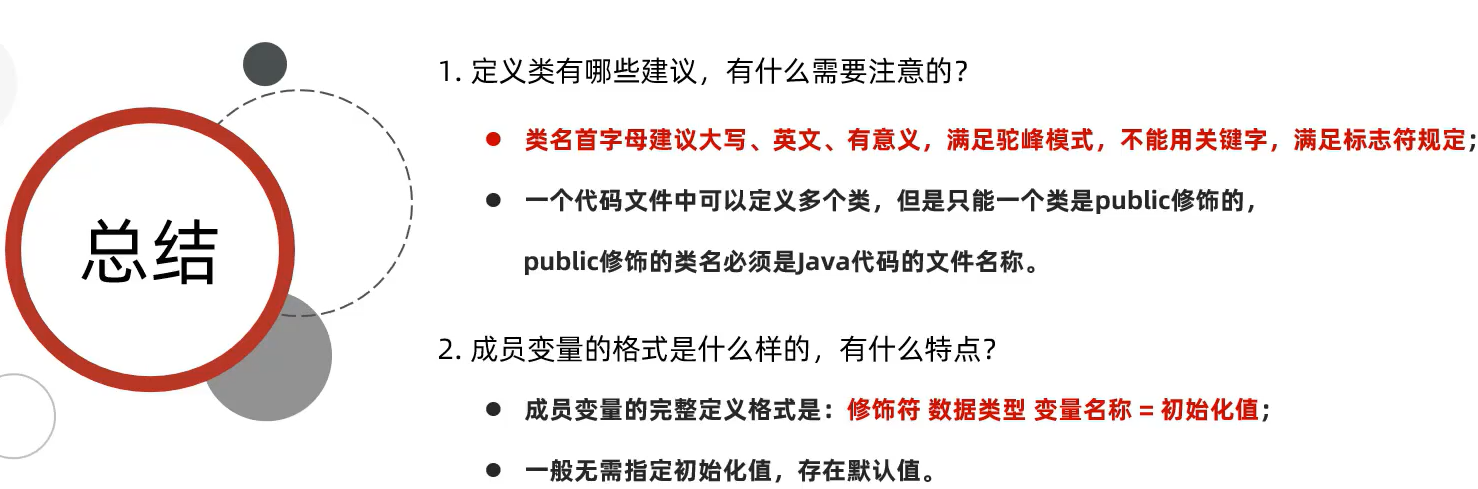 总结
1. 定义类有哪些建议，有什么需要注意的？
● 类名首字母建议大写、英文、有意义，满足驼峰模式，不能用关键字，满足标志符规定；
● 一个代码文件中可以定义多个类，但是只能一个类是public修饰的，
public修饰的类名必须是Java代码的文件名称。
2. 成员变量的格式是什么样的，有什么特点？
● 成员变量的完整定义格式是：修饰符 数据类型 变量名称 = 初始化值；
● 一般无需指定初始化值，存在默认值。